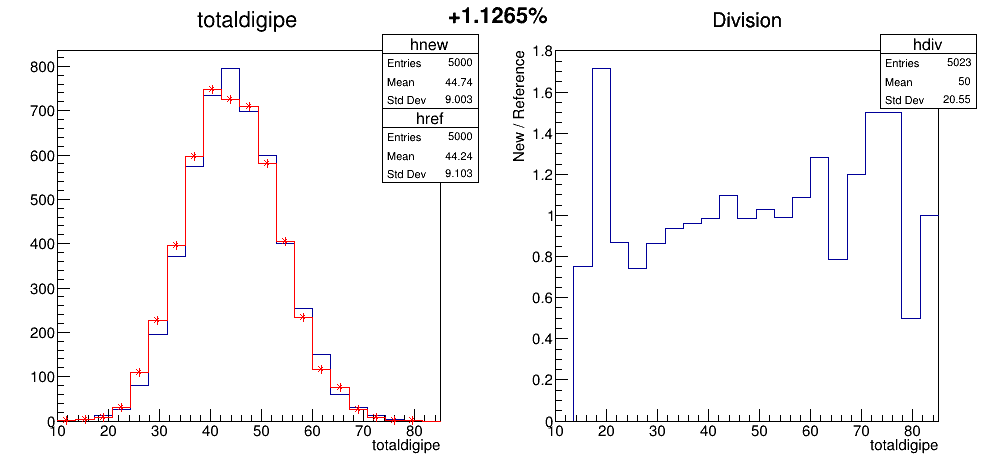 +1.1265%
totaldigipe
hnew
Entries 5000
Mean 44.74
Std Dev 9.003
href
Entries 5000
Mean 44.24
Std Dev 9.103
800
700
600
500
400
300
200
100
0
10 20 30 40 50 60 70 80
totaldigipe
Division
hdiv
Entries 5023
Mean 50
Std Dev 20.55
New / Reference
1.8
1.6
1.4
1.2
1
0.8
0.6
0.4
0.2
0
10 20 30 40 50 60 70 80
totaldigipe